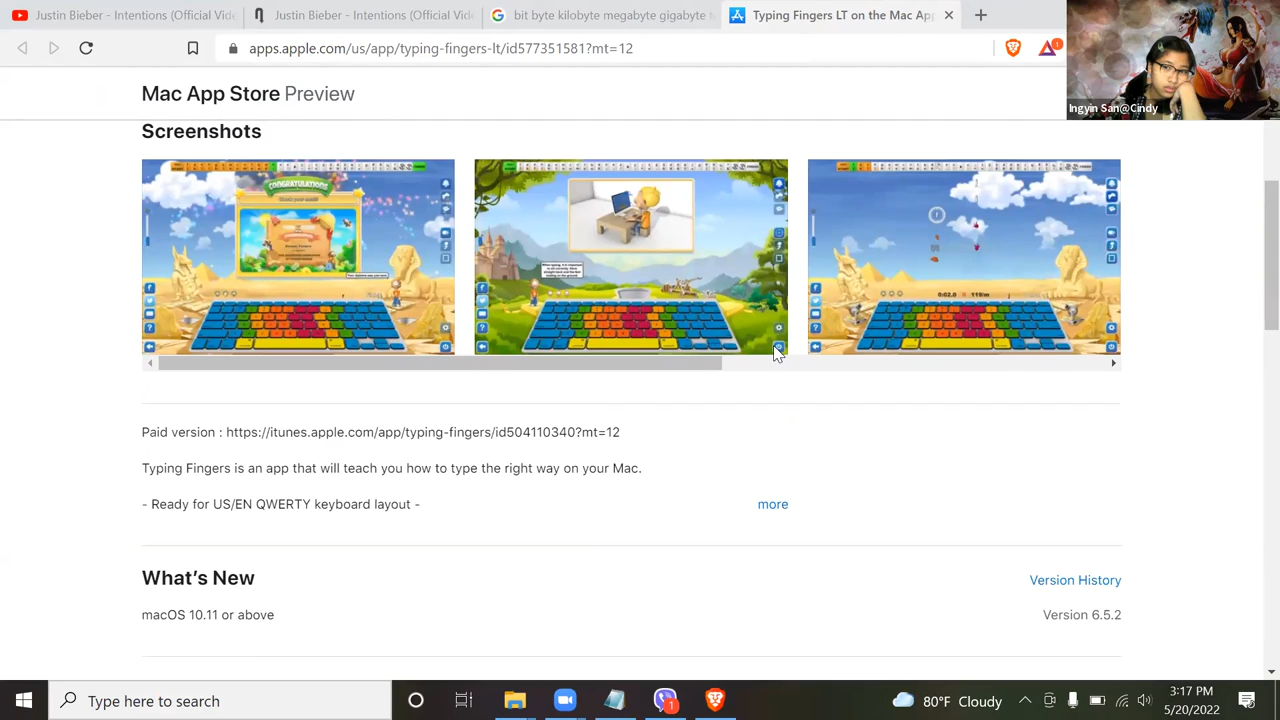 Justin Bieber - Intentions (Official Vid
Justin Bieber - Intentions (Official Vi
bit byte kilobyte megabyte gigabyte t
Typing Fingers LT on the Mac Ap
apps.apple.com/us/app/typing-fingers-lt/id577351581?mt=12
1
Ingyin San@Cindy
Mac App Store Preview
Screenshots
CONGRATULATIONS
Paid version : https://itunes.apple.com/app/typing-fingers/id504110340?mt=12
Typing Fingers is an app that will teach you how to type the right way on your Mac.
- Ready for US/EN QWERTY keyboard layout -
more
What's New
Version History
macOS 10.11 or above
Version 6.5.2
Type here to search
1
80°F Cloudy
3:17 PM
5/20/2022